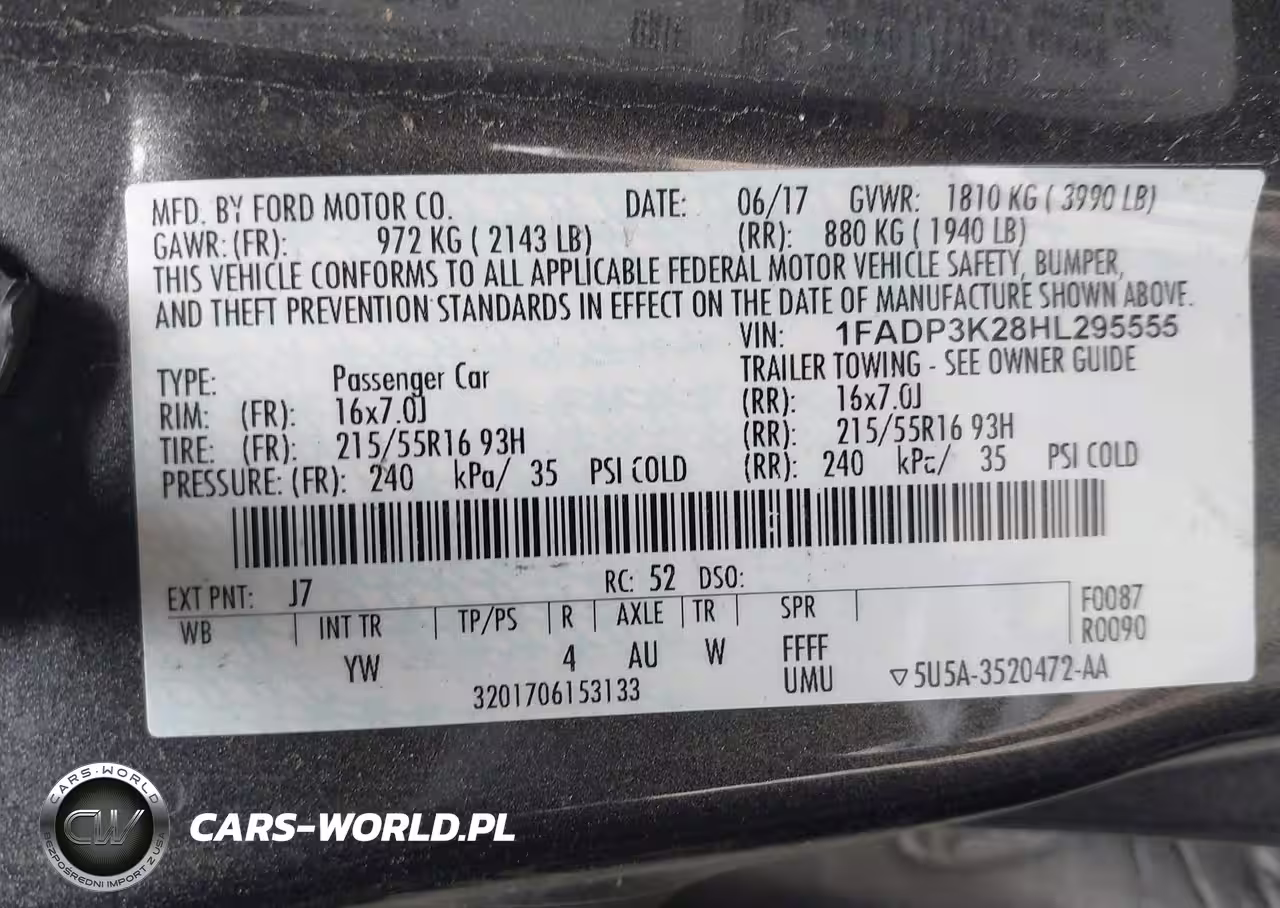 MFD. BY FORD MOTOR CO. DATE: 06/17 GVWR: 1810 KG ( 3990 LB)
GAWR: (FR): 972 KG ( 2143 LB) (RR): 880 KG ( 1940 LB)
THIS VEHICLE CONFORMS TO ALL APPLICABLE FEDERAL MOTOR VEHICLE SAFETY, BUMPER,
AND THEFT PREVENTION STANDARDS IN EFFECT ON THE DATE OF MANUFACTURE SHOWN ABOVE.
VIN: 1FADP3K28HL295555
TYPE: Passenger Car TRAILER TOWING - SEE OWNER GUIDE
RIM: (FR): 16x7.0J (RR): 16x7.0J
TIRE: (FR): 215/55R16 93H (RR): 215/55R16 93H
PRESSURE: (FR): 240 kPa/ 35 PSI COLD (RR): 240 kPa/ 35 PSI COLD
EXT PNT: J7 RC: 52 DSO:
WB INT TR TP/PS R AXLE TR SPR F0087
R0090
YW 4 AU W FFFF
UMU
3201706153133 ▽5U5A-3520472-AA
CARS-WORLD
CW
BEZPOŚREDNI IMPORT Z USA
CARS-WORLD.PL